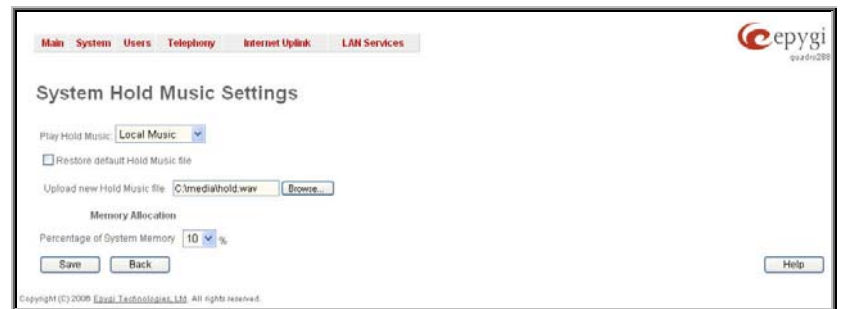 Main System Users Telephony Internet Uplink LAN Services
epygi
System Hold Music Settings
Play Hold Music: Local Music
Restore default Hold Music file
Upload new Hold Music file C:\media\hold.wav Browse...
Memory Allocation
Percentage of System Memory 10 %
Save Back Help
Copyright (C) 2006 Epygi Technologies, Ltd. All rights reserved.